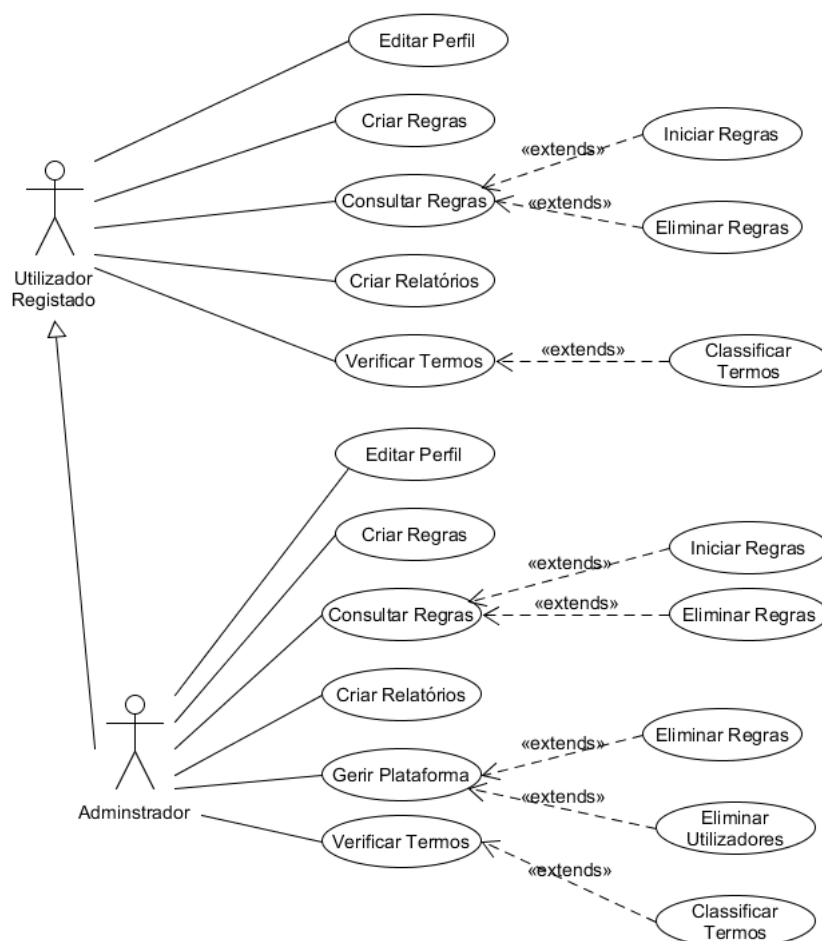 Editar Perfil
Criar Regras
Iniciar Regras
«extends»
Consultar Regras
«extends»
Eliminar Regras
Utilizador
Registado
Criar Relatórios
Verificar Termos
«extends»
Classificar
Termos
Editar Perfil
Criar Regras
Iniciar Regras
«extends»
Consultar Regras
«extends»
Eliminar Regras
Criar Relatórios
Eliminar Regras
«extends»
Gerir Plataforma
«extends»
Eliminar
Utilizadores
Adminstrador
Verificar Termos
«extends»
Classificar
Termos